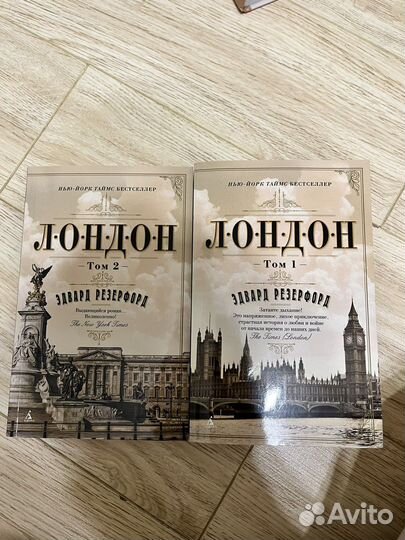 НЬЮ-ЙОРК ТАЙМС БЕСТСЕЛЛЕР
Л·О·Н·Д·О·Н
Том 2
ЭДВАРД РЕЗЕРФОРД
Выдающийся роман...
Великолепно!
The New York Times
НЬЮ-ЙОРК ТАЙМС БЕСТСЕЛЛЕР
Л·О·Н·Д·О·Н
Том 1
ЭДВАРД РЕЗЕРФОРД
Затаите дыхание!
Это напряженное, лихое приключение,
страстная история о любви и войне
от начала времен до наших дней.
The Times (London)
Avito